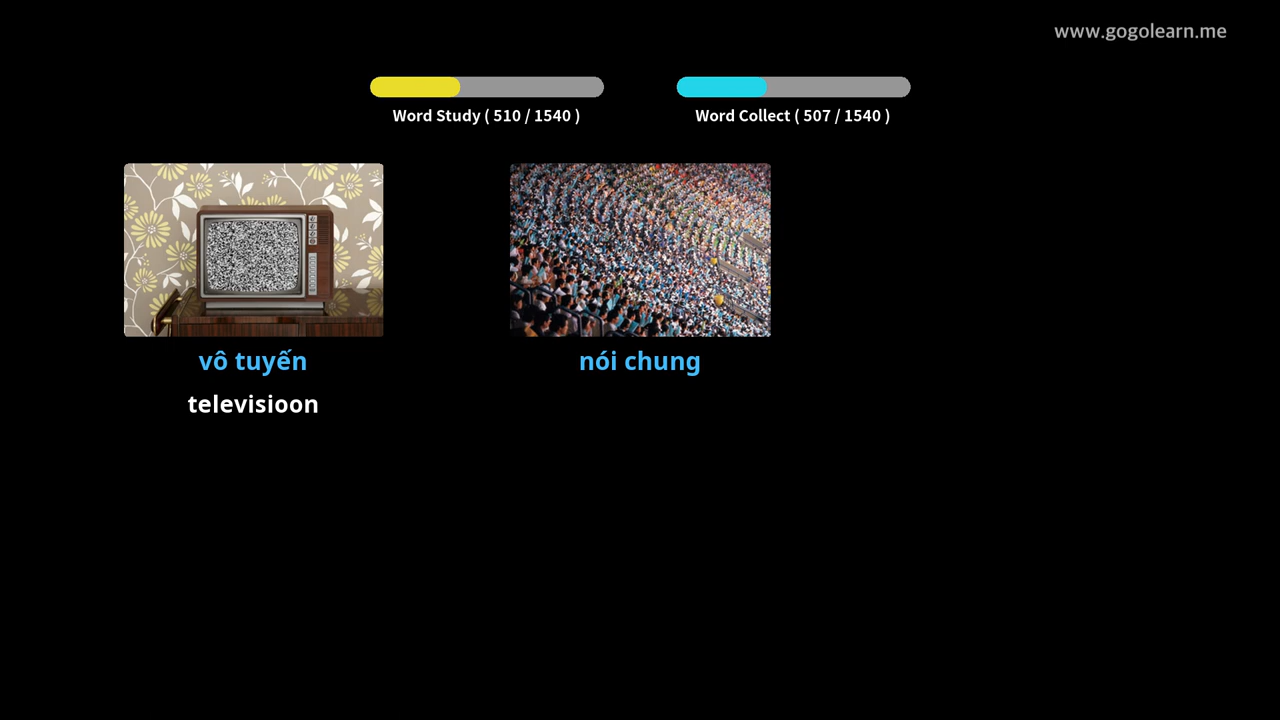 www.gogolearn.me
Word Study ( 510 / 1540 )
Word Collect ( 507 / 1540 )
vô tuyến
nói chung
televisioon